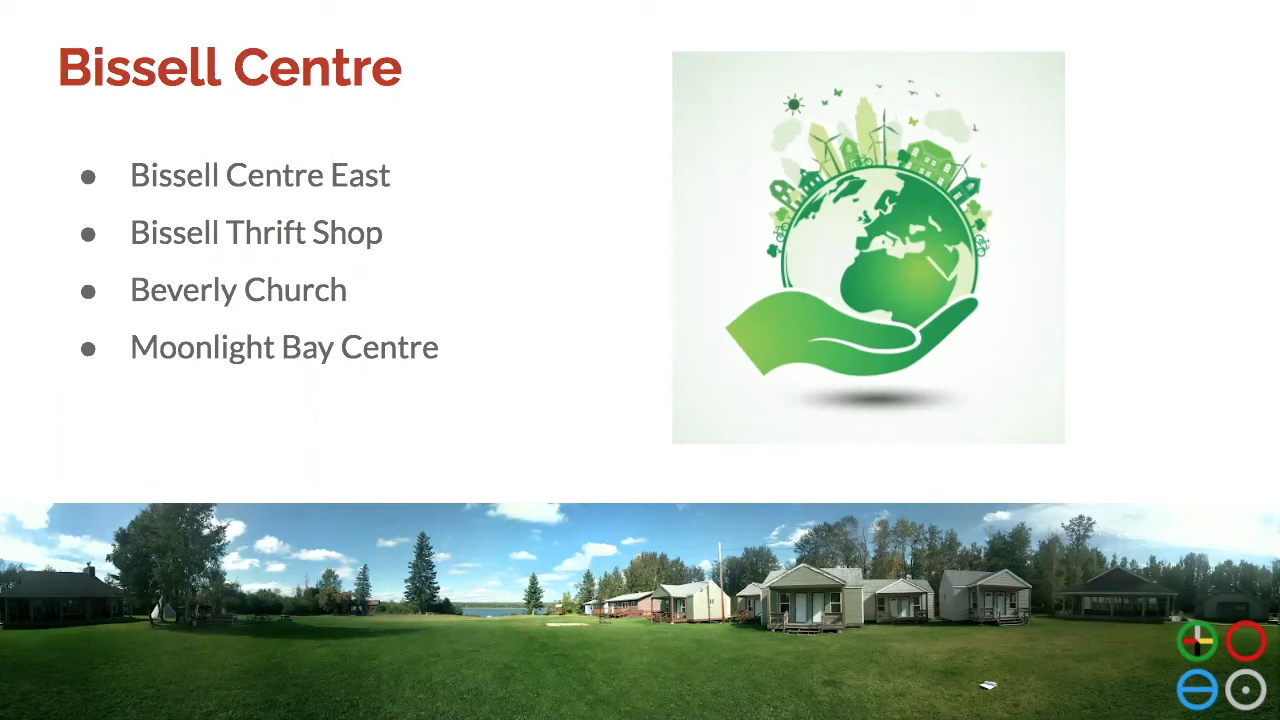 Bissell Centre
● Bissell Centre East
● Bissell Thrift Shop
● Beverly Church
● Moonlight Bay Centre